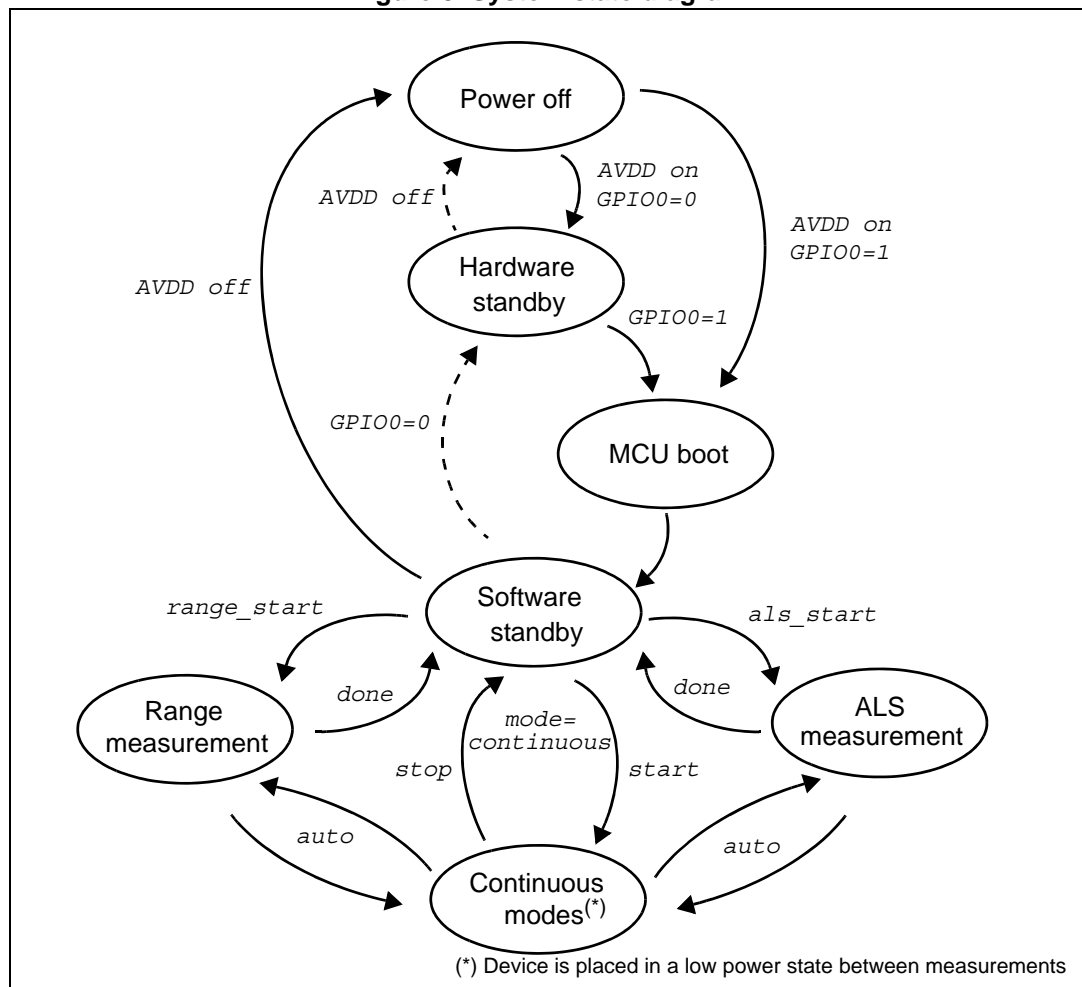 Power off
AVDD on
GPIO0=0
AVDD off
AVDD on
GPIO0=1
Hardware
standby
AVDD off
GPIO0=1
GPIO0=0
MCU boot
Software
standby
range_start
als_start
done
done
Range
measurement
mode=
continuous
ALS
measurement
stop
start
auto
auto
Continuous
modes(*)
(*) Device is placed in a low power state between measurements